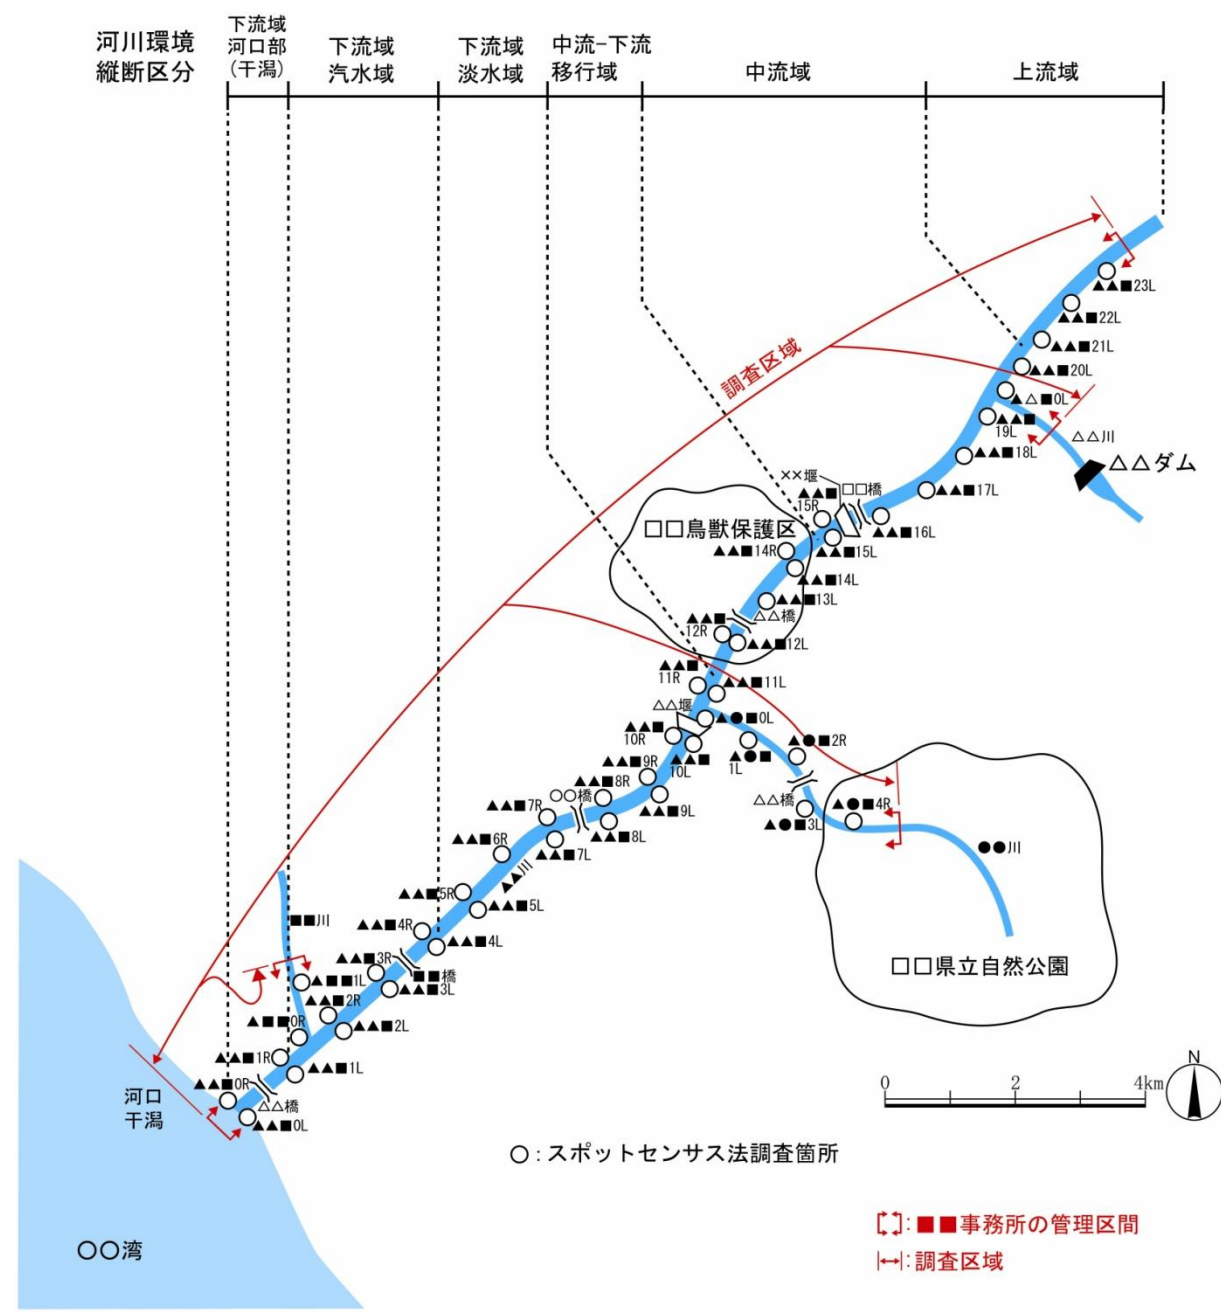 河川環境
縦断区分
下流域
河口部
(干潟)
下流域
汽水域
下流域
淡水域
中流-下流
移行域
中流域
上流域
調査区域
▲▲■23L
▲▲■22L
▲▲■21L
▲▲■20L
▲△■0L
▲▲■
19L
△△川
▲▲■18L
△△ダム
▲▲■17L
××堰
□□橋
▲▲■
15R
▲▲■16L
□□鳥獣保護区
▲▲■14R
▲▲■15L
▲▲■14L
▲▲■13L
△△橋
▲▲■
12R
▲▲■12L
▲▲■
11R
▲▲■11L
△△堰
▲●■0L
▲▲■
10R
▲▲■
10L
▲●■
1L
▲●■2R
▲▲■9R
▲▲■8R
○○橋
▲▲■7R
▲▲■9L
△△橋
▲●■3L
▲●■4R
●●川
▲▲■8L
▲▲■6R
▲▲■7L
▲▲川
▲▲■5R
▲▲■5L
■■川
▲▲■4R
▲▲■4L
□□県立自然公園
▲▲■3R
■■橋
▲■■1L
▲▲■3L
▲▲■2R
▲■■0R
▲▲■2L
▲▲■1R
▲▲■1L
▲▲■0R
△△橋
▲▲■0L
河口
干潟
N
0 2 4km
○:スポットセンサス法調査箇所
○○湾
:■■事務所の管理区間
:調査区域